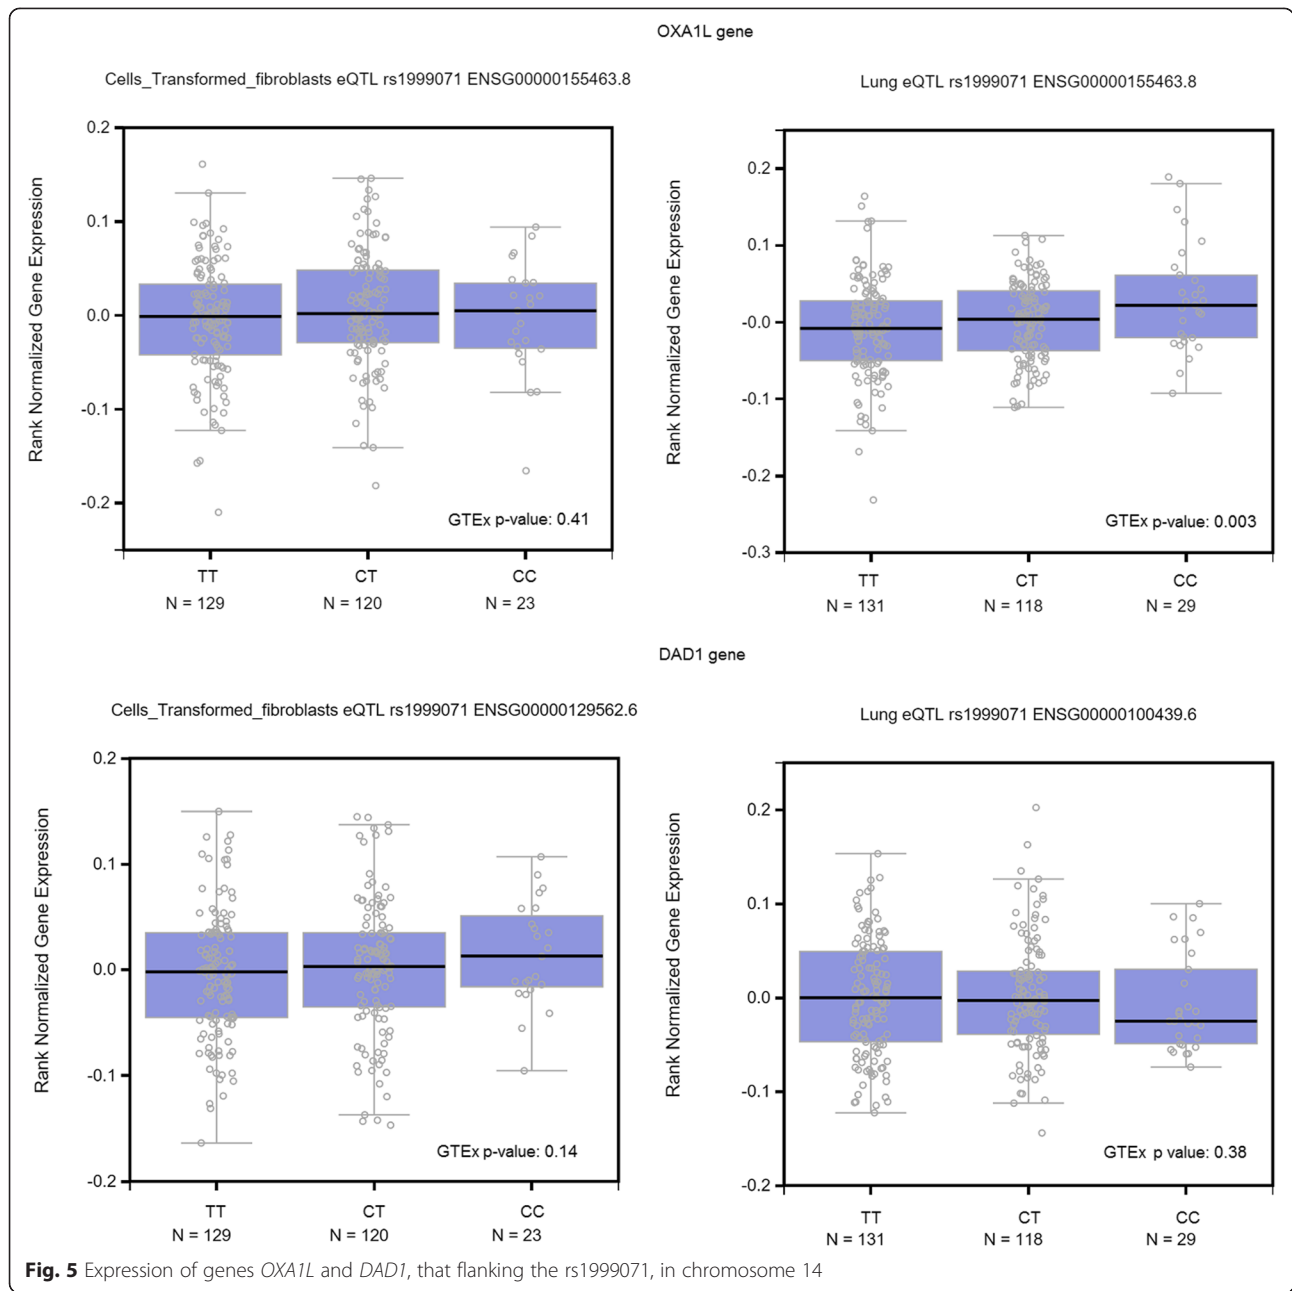 OXA1L gene
Cells_Transformed_fibroblasts eQTL rs1999071 ENSG00000155463.8
Rank Normalized Gene Expression
0.2
0.1
0.0
-0.1
-0.2
GTEx p-value: 0.41
TT
CT
CC
N = 129
N = 120
N = 23
Lung eQTL rs1999071 ENSG00000155463.8
Rank Normalized Gene Expression
0.2
0.1
-0.0
-0.1
-0.2
-0.3
GTEx p-value: 0.003
TT
CT
CC
N = 131
N = 118
N = 29
DAD1 gene
Cells_Transformed_fibroblasts eQTL rs1999071 ENSG00000129562.6
Rank Normalized Gene Expression
0.2
0.1
0.0
-0.1
-0.2
GTEx p-value: 0.14
TT
CT
CC
N = 129
N = 120
N = 23
Lung eQTL rs1999071 ENSG00000100439.6
Rank Normalized Gene Expression
0.2
0.1
0.0
-0.1
-0.2
GTEx p value: 0.38
TT
CT
CC
N = 131
N = 118
N = 29
Fig. 5 Expression of genes OXA1L and DAD1, that flanking the rs1999071, in chromosome 14